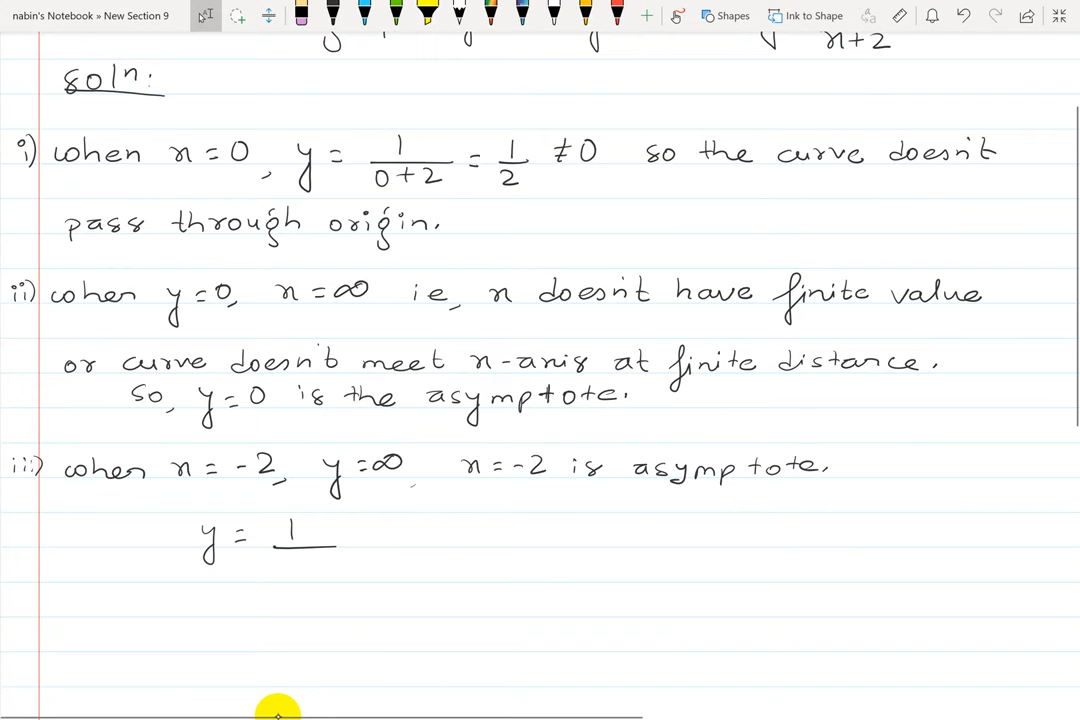 nabin's Notebook » New Section 9
Shapes
Ink to Shape
x+2
soln:
i) when x = 0, y = 1/(0+2) = 1/2 ≠ 0 so the curve doesn't
pass through origin.
ii) when y = 0, x = ∞ ie, x doesn't have finite value
or curve doesn't meet x-axis at finite distance.
So, y = 0 is the asymptote.
iii) when x = -2, y = ∞, x = -2 is asymptote.
y = 1